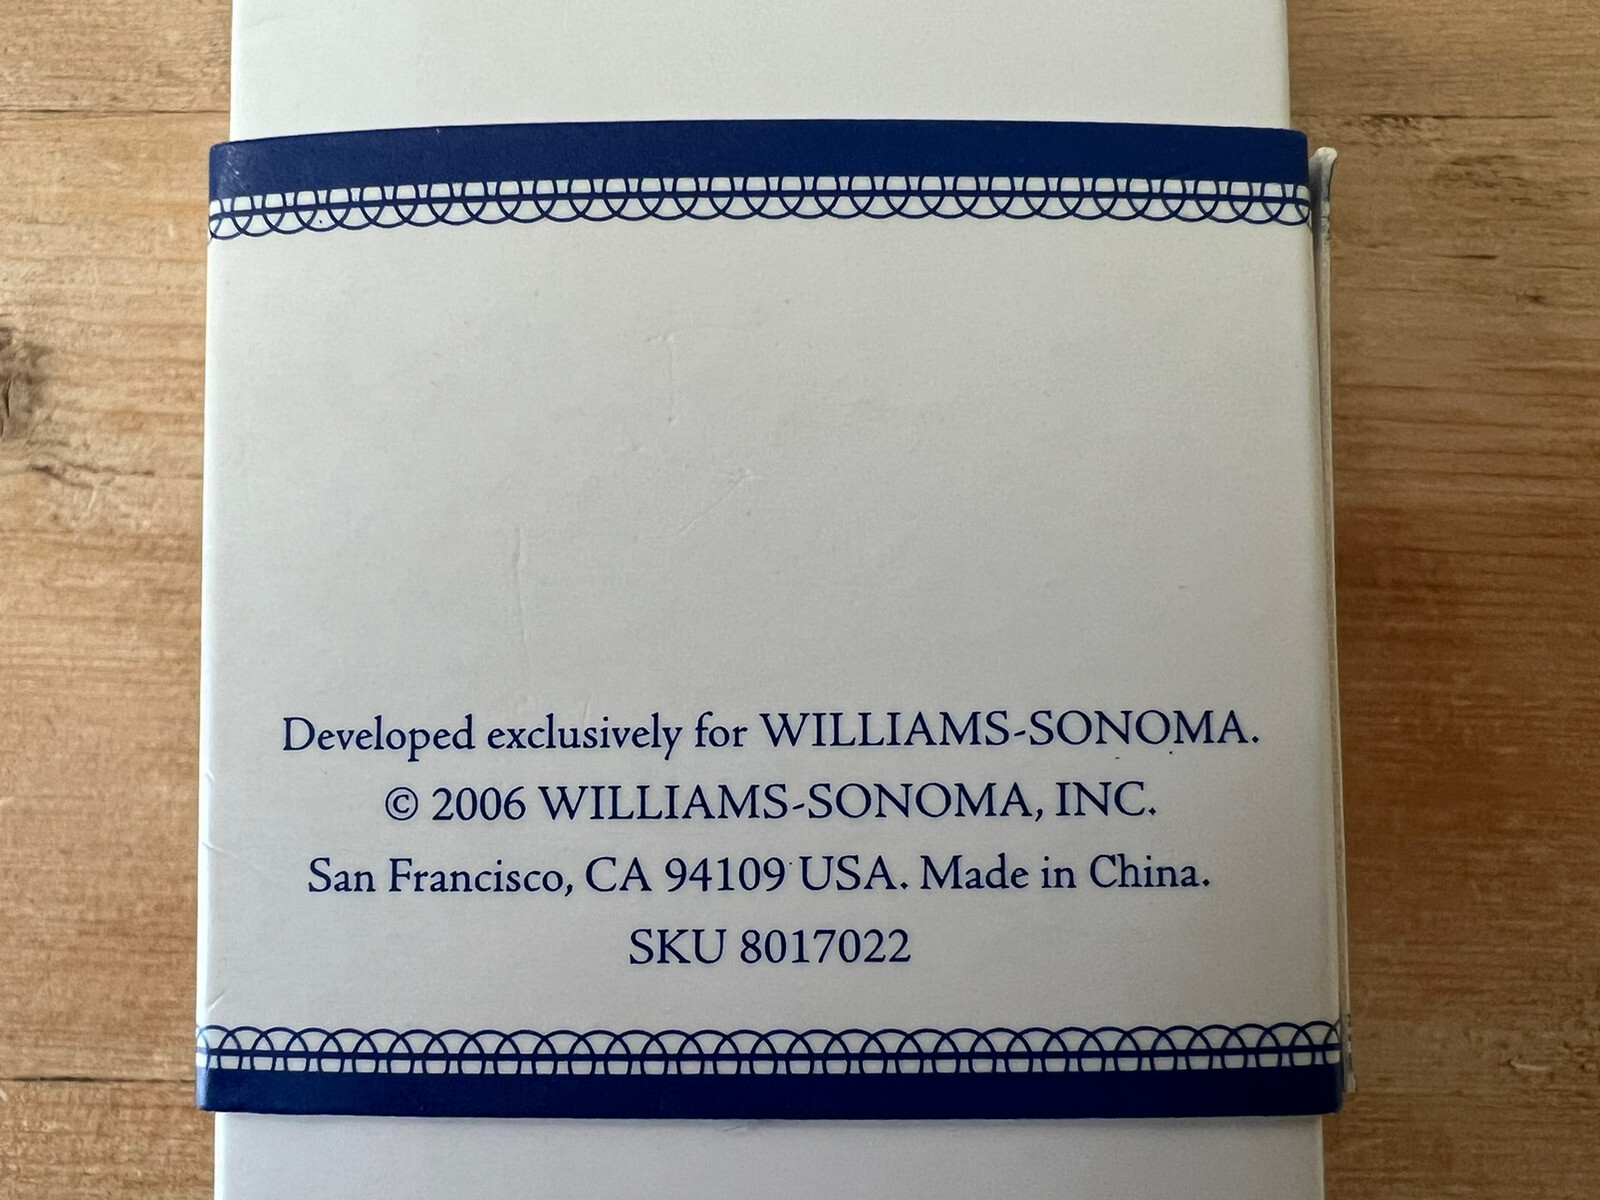 Developed exclusively for WILLIAMS-SONOMA.
© 2006 WILLIAMS-SONOMA, INC.
San Francisco, CA 94109 USA. Made in China.
SKU 8017022